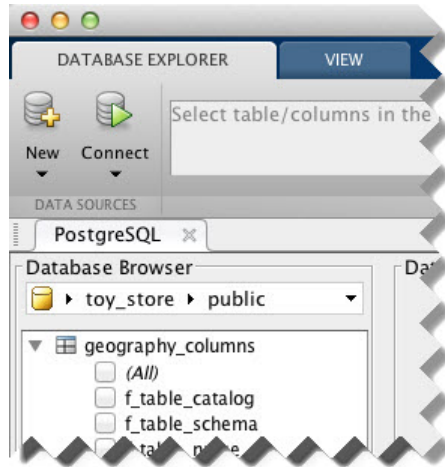 DATABASE EXPLORER VIEW
Select table/columns in the
New Connect
DATA SOURCES
PostgreSQL
Database Browser
toy_store public
geography_columns
(All)
f_table_catalog
f_table_schema